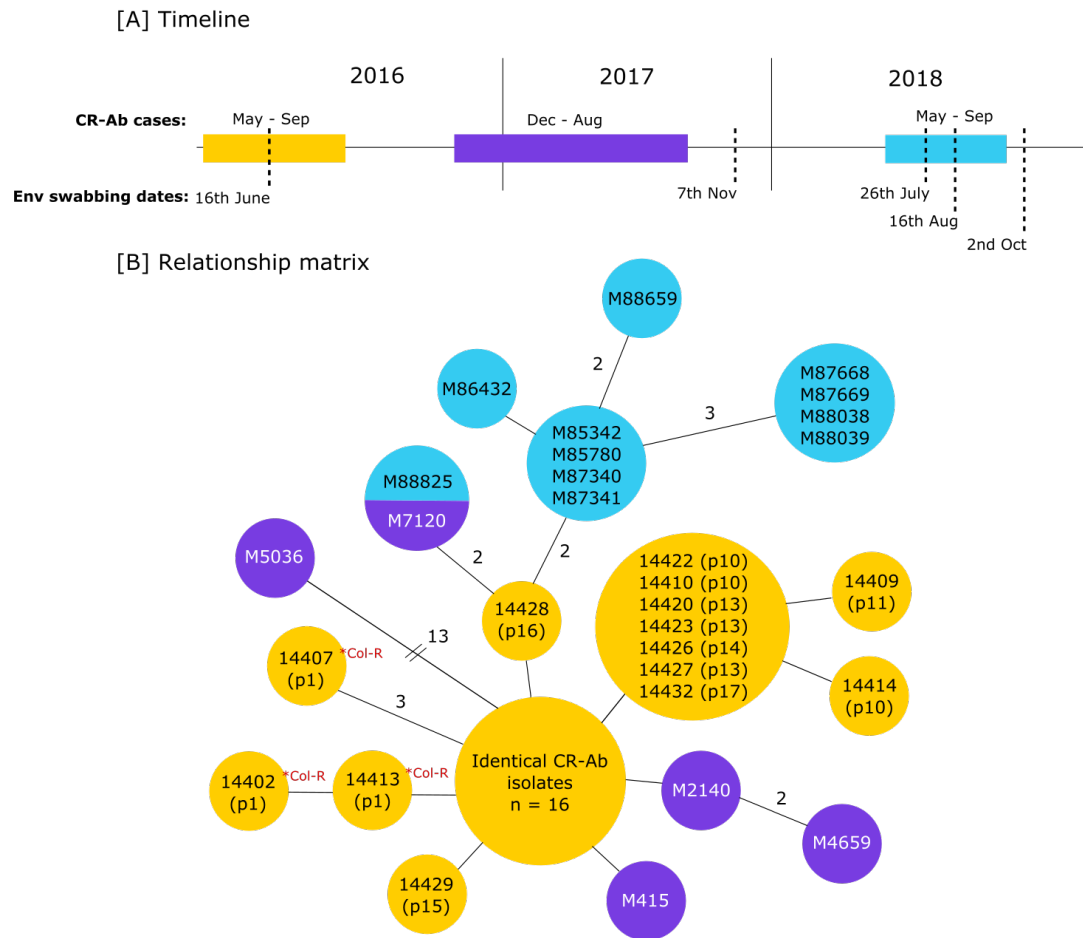 [A] Timeline
2016
2017
2018
CR-Ab cases:
May - Sep
Dec - Aug
May - Sep
Env swabbing dates:
16th June
7th Nov
26th July
16th Aug
2nd Oct
[B] Relationship matrix
M88659
2
M86432
M87668
M87669
M88038
M88039
3
M85342
M85780
M87340
M87341
M88825
M7120
2
2
M5036
14428
(p16)
14422 (p10)
14410 (p10)
14420 (p13)
14423 (p13)
14426 (p14)
14427 (p13)
14432 (p17)
14409
(p11)
13
14407
(p1)
*Col-R
3
14414
(p10)
Identical CR-Ab
isolates
n = 16
14402
(p1)
*Col-R
14413
(p1)
*Col-R
M2140
2
M4659
14429
(p15)
M415